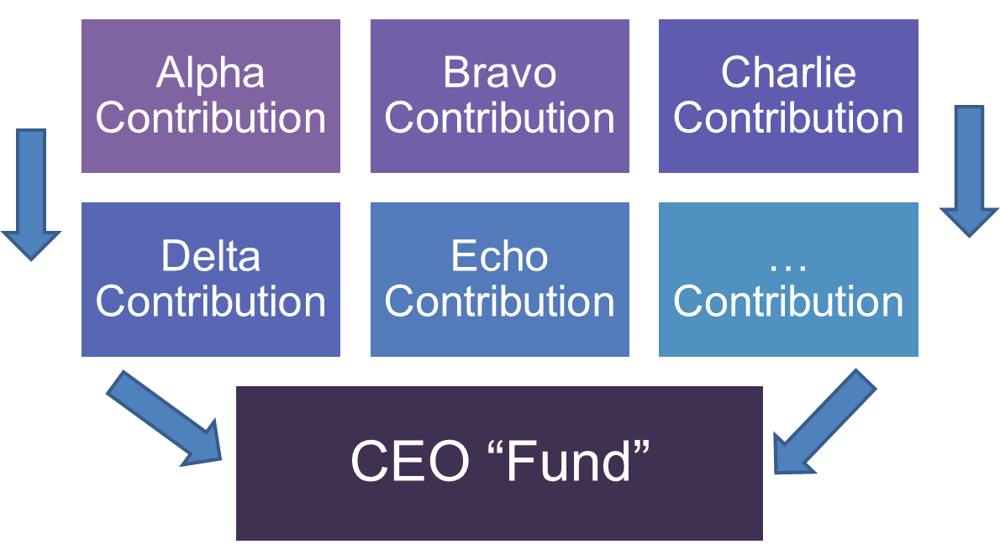 Alpha
Contribution
Bravo
Contribution
Charlie
Contribution
Delta
Contribution
Echo
Contribution
…
Contribution
CEO “Fund”